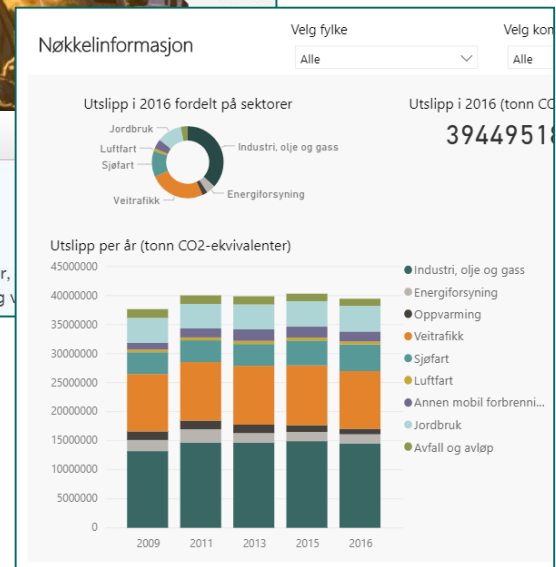 Nøkkelinformasjon
Velg fylke
Alle
Velg kon
Alle
Utslipp i 2016 fordelt på sektorer
Jordbruk
Luftfart
Sjøfart
Veitrafikk
Industri, olje og gass
Energiforsyning
Utslipp i 2016 (tonn CO
3944951
r,
g v
Utslipp per år (tonn CO2-ekvivalenter)
45000000
40000000
35000000
30000000
25000000
20000000
15000000
10000000
5000000
0
2009 2011 2013 2015 2016
Industri, olje og gass
Energiforsyning
Oppvarming
Veitrafikk
Sjøfart
Luftfart
Annen mobil forbrenni...
Jordbruk
Avfall og avløp